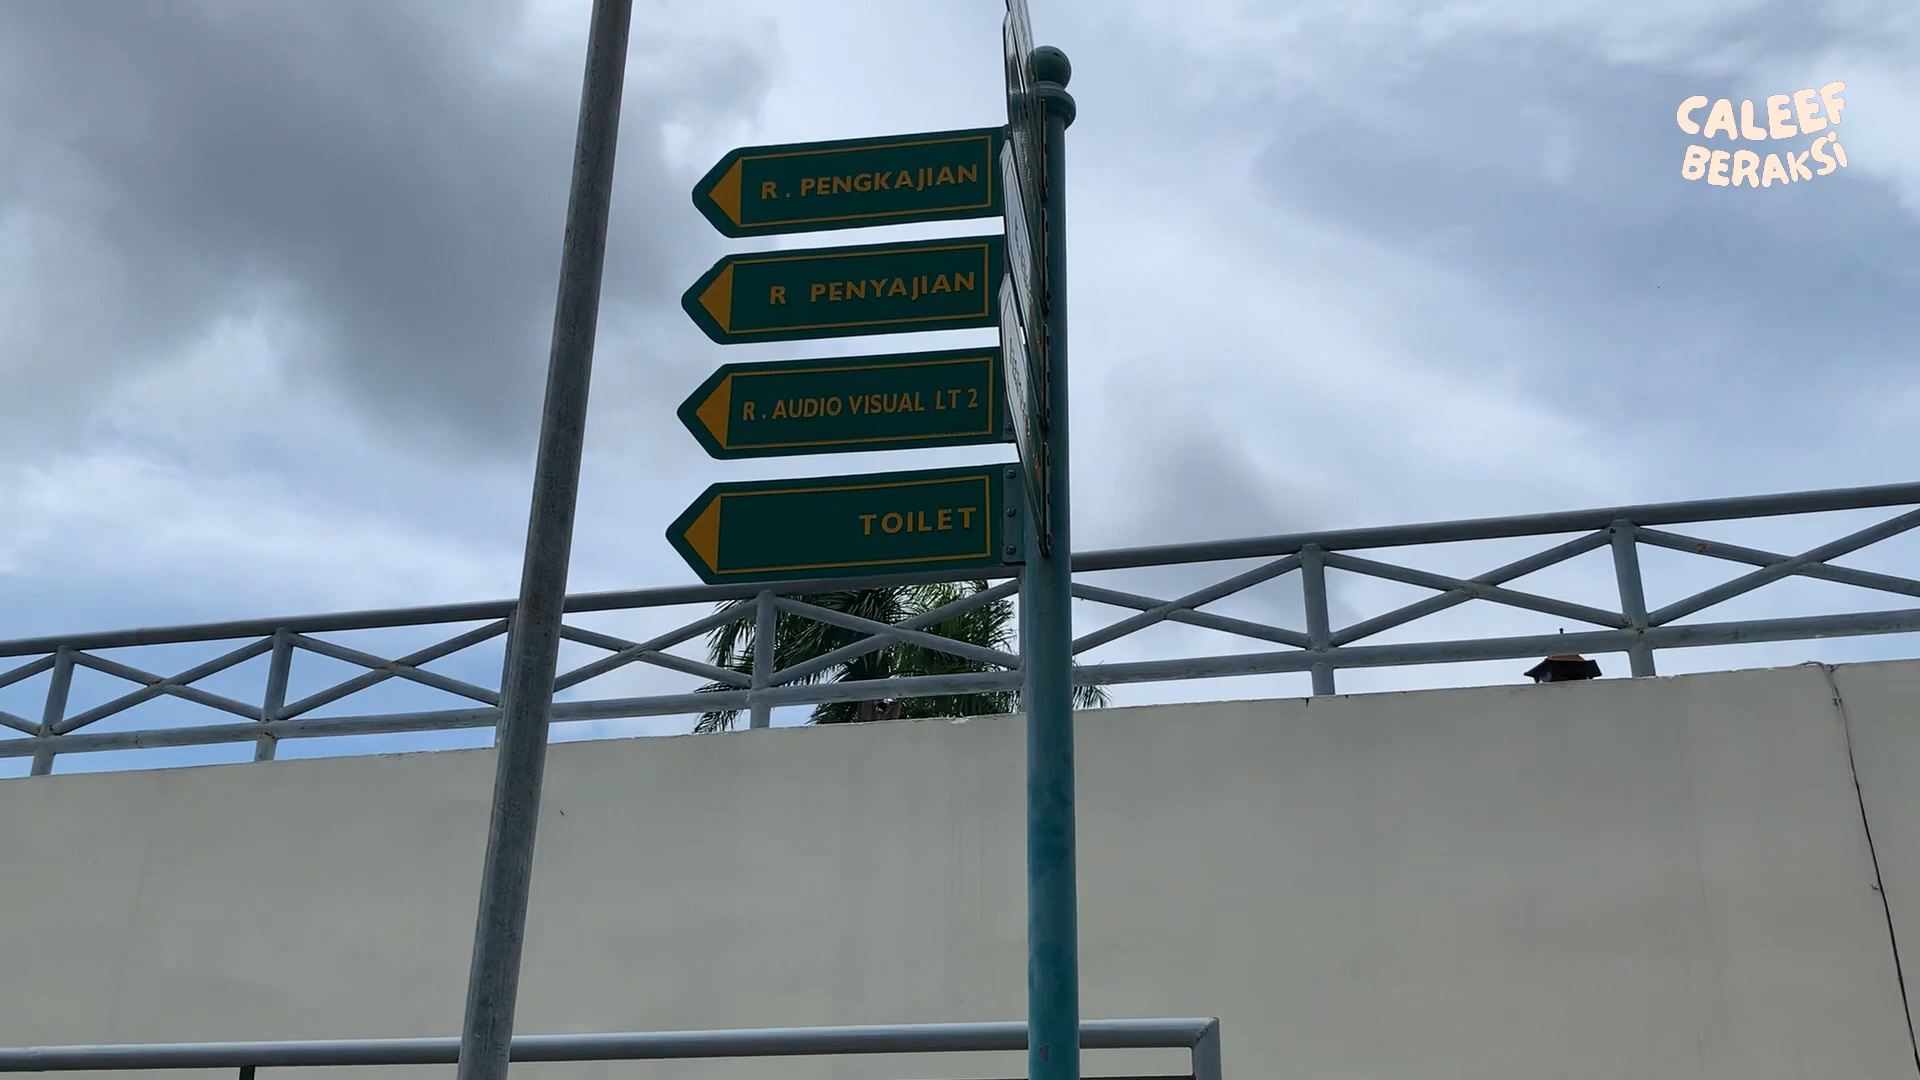 CALEEF
BERAKSi
R. PENGKAJIAN
R PENYAJIAN
R. AUDIO VISUAL LT 2
TOILET